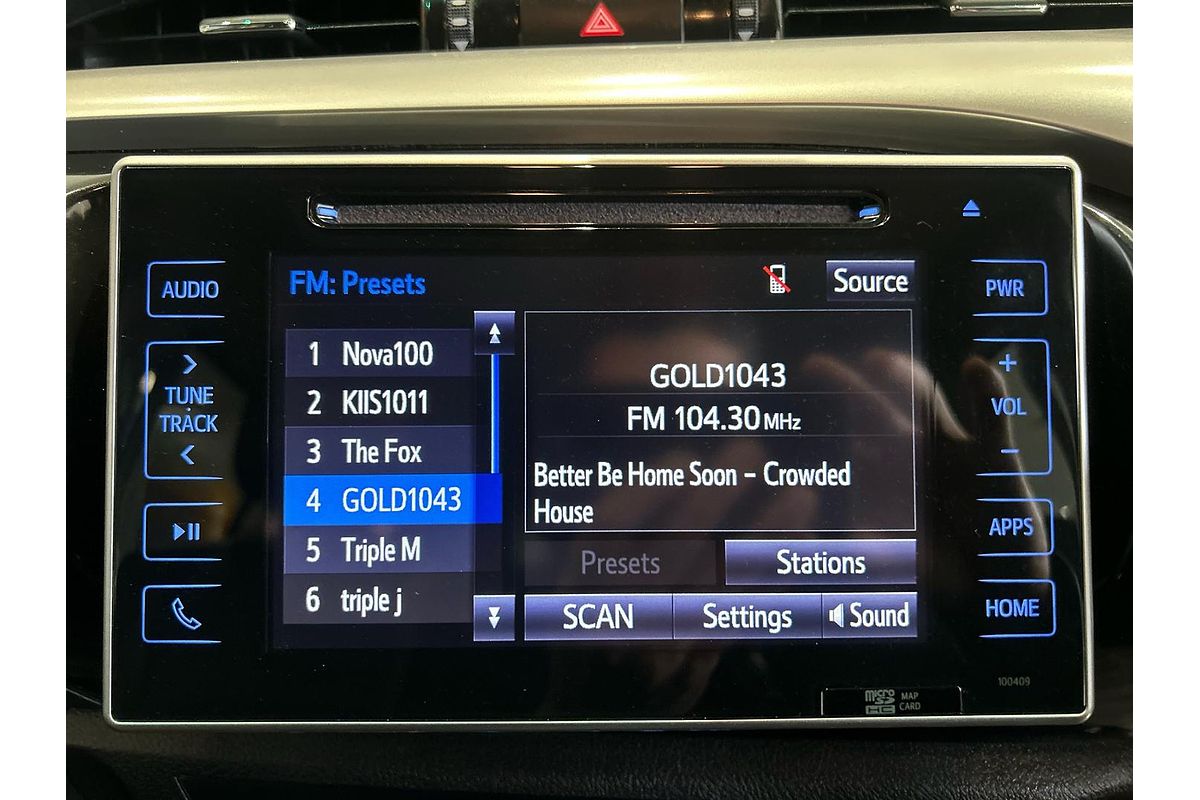 AUDIO
TUNE
TRACK
FM: Presets
Source
1 Nova100
2 KIIS1011
3 The Fox
4 GOLD1043
5 Triple M
6 triple j
GOLD1043
FM 104.30 MHz
Better Be Home Soon – Crowded
House
Presets
Stations
SCAN
Settings
Sound
PWR
+
VOL
–
APPS
HOME
100409
micro
SD
HC
MAP
CARD